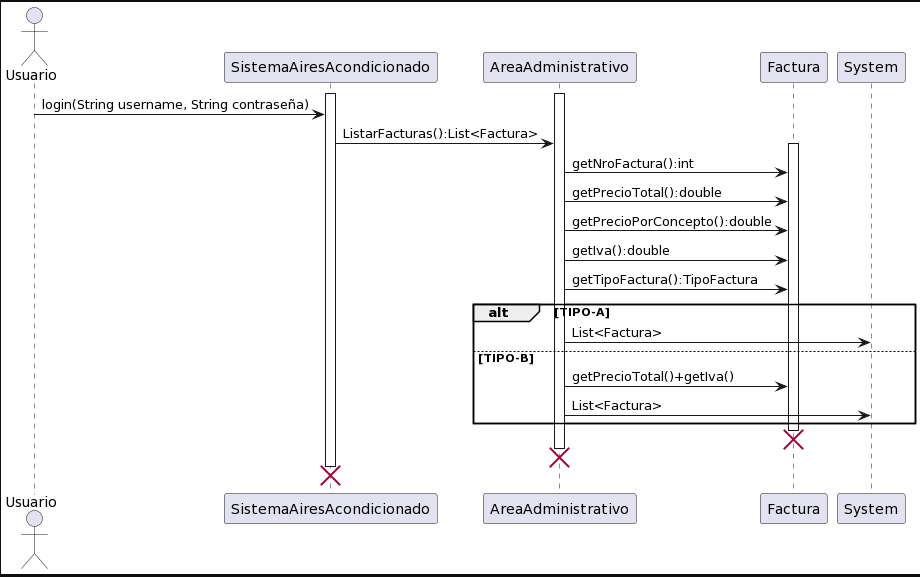 Usuario
SistemaAiresAcondicionado
AreaAdministrativo
Factura
System
login(String username, String contraseña)
ListarFacturas():List<Factura>
getNroFactura():int
getPrecioTotal():double
getPrecioPorConcepto():double
getIva():double
getTipoFactura():TipoFactura
alt
[TIPO-A]
List<Factura>
[TIPO-B]
getPrecioTotal()+getIva()
List<Factura>
Usuario
SistemaAiresAcondicionado
AreaAdministrativo
Factura
System